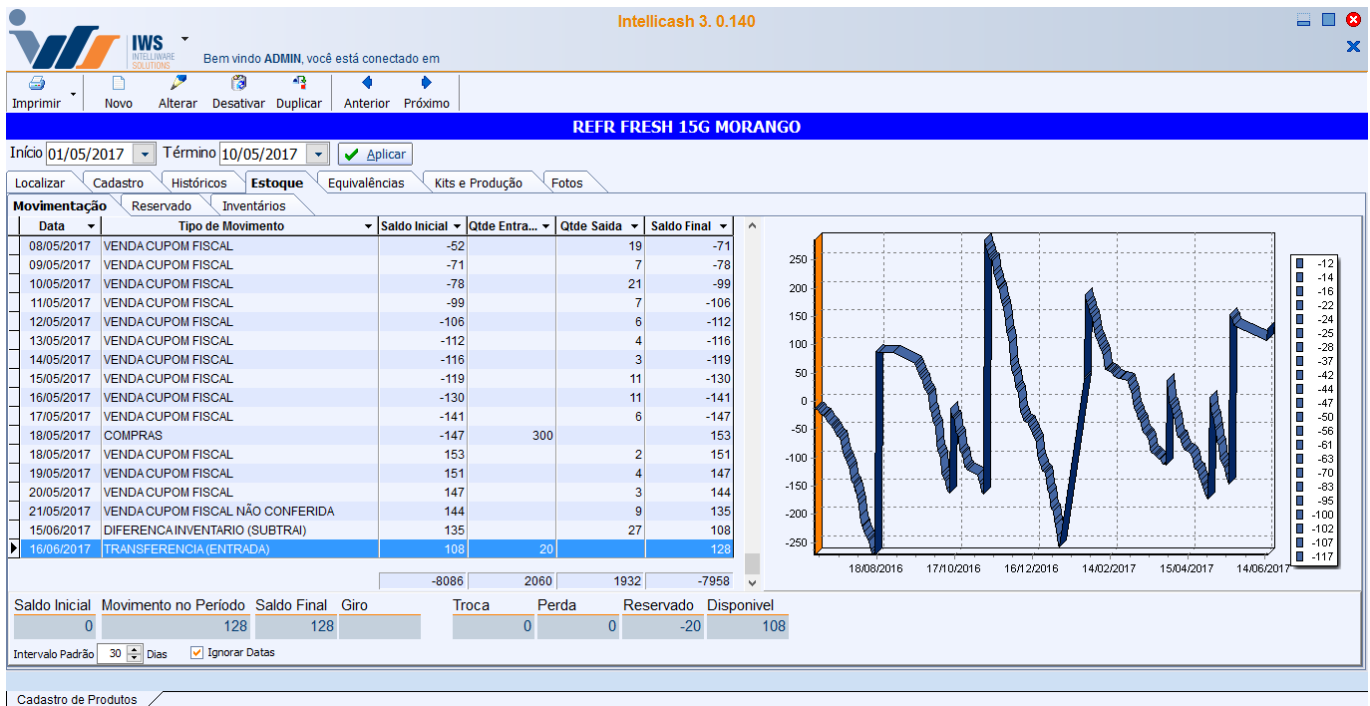 Intellicash 3. 0.140
IWS
INTELLIWARE
SOLUTIONS
Bem vindo ADMIN, você está conectado em
Imprimir Novo Alterar Desativar Duplicar Anterior Próximo
REFR FRESH 15G MORANGO
Início 01/05/2017 Término 10/05/2017 Aplicar
Localizar Cadastro Históricos Estoque Equivalências Kits e Produção Fotos
Movimentação Reservado Inventários
Data Tipo de Movimento Saldo Inicial Qtde Entra... Qtde Saida Saldo Final
08/05/2017 VENDA CUPOM FISCAL -52 19 -71
09/05/2017 VENDA CUPOM FISCAL -71 7 -78
10/05/2017 VENDA CUPOM FISCAL -78 21 -99
11/05/2017 VENDA CUPOM FISCAL -99 7 -106
12/05/2017 VENDA CUPOM FISCAL -106 6 -112
13/05/2017 VENDA CUPOM FISCAL -112 4 -116
14/05/2017 VENDA CUPOM FISCAL -116 3 -119
15/05/2017 VENDA CUPOM FISCAL -119 11 -130
16/05/2017 VENDA CUPOM FISCAL -130 11 -141
17/05/2017 VENDA CUPOM FISCAL -141 6 -147
18/05/2017 COMPRAS -147 300 153
18/05/2017 VENDA CUPOM FISCAL 153 2 151
19/05/2017 VENDA CUPOM FISCAL 151 4 147
20/05/2017 VENDA CUPOM FISCAL 147 3 144
21/05/2017 VENDA CUPOM FISCAL NÃO CONFERIDA 144 9 135
15/06/2017 DIFERENCA INVENTARIO (SUBTRAI) 135 27 108
16/06/2017 TRANSFERENCIA (ENTRADA) 108 20 128
-8086 2060 1932 -7958
250
200
150
100
50
0
-50
-100
-150
-200
-250
18/08/2016 17/10/2016 16/12/2016 14/02/2017 15/04/2017 14/06/2017
-12
-14
-16
-22
-24
-25
-28
-37
-42
-44
-47
-50
-56
-61
-63
-70
-83
-95
-100
-102
-107
-117
Saldo Inicial Movimento no Período Saldo Final Giro Troca Perda Reservado Disponivel
0 128 128 0 0 -20 108
Intervalo Padrão 30 Dias Ignorar Datas
Cadastro de Produtos